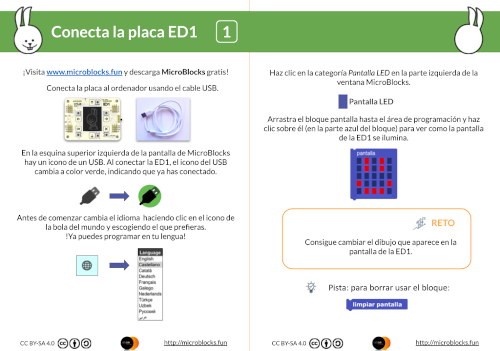 Conecta la placa ED1
1
¡Visita www.microblocks.fun y descarga MicroBlocks gratis!
Conecta la placa al ordenador usando el cable USB.
En la esquina superior izquierda de la pantalla de MicroBlocks
hay un icono de un USB. Al conectar la ED1, el icono del USB
cambia a color verde, indicando que ya has conectado.
Antes de comenzar cambia el idioma haciendo clic en el icono de
la bola del mundo y escogiendo el que prefieras.
!Ya puedes programar en tu lengua!
Language
English
Castellano
Català
Deutsch
Français
Galego
Nederlands
Türkçe
Uzbek
Русский
CC BY-SA 4.0
http://microblocks.fun
Haz clic en la categoría Pantalla LED en la parte izquierda de la
ventana MicroBlocks.
Pantalla LED
Arrastra el bloque pantalla hasta el área de programación y haz
clic sobre él (en la parte azul del bloque) para ver como la pantalla
de la ED1 se ilumina.
pantalla
RETO
Consigue cambiar el dibujo que aparece en la
pantalla de la ED1.
Pista: para borrar usar el bloque:
limpiar pantalla
CC BY-SA 4.0
http://microblocks.fun